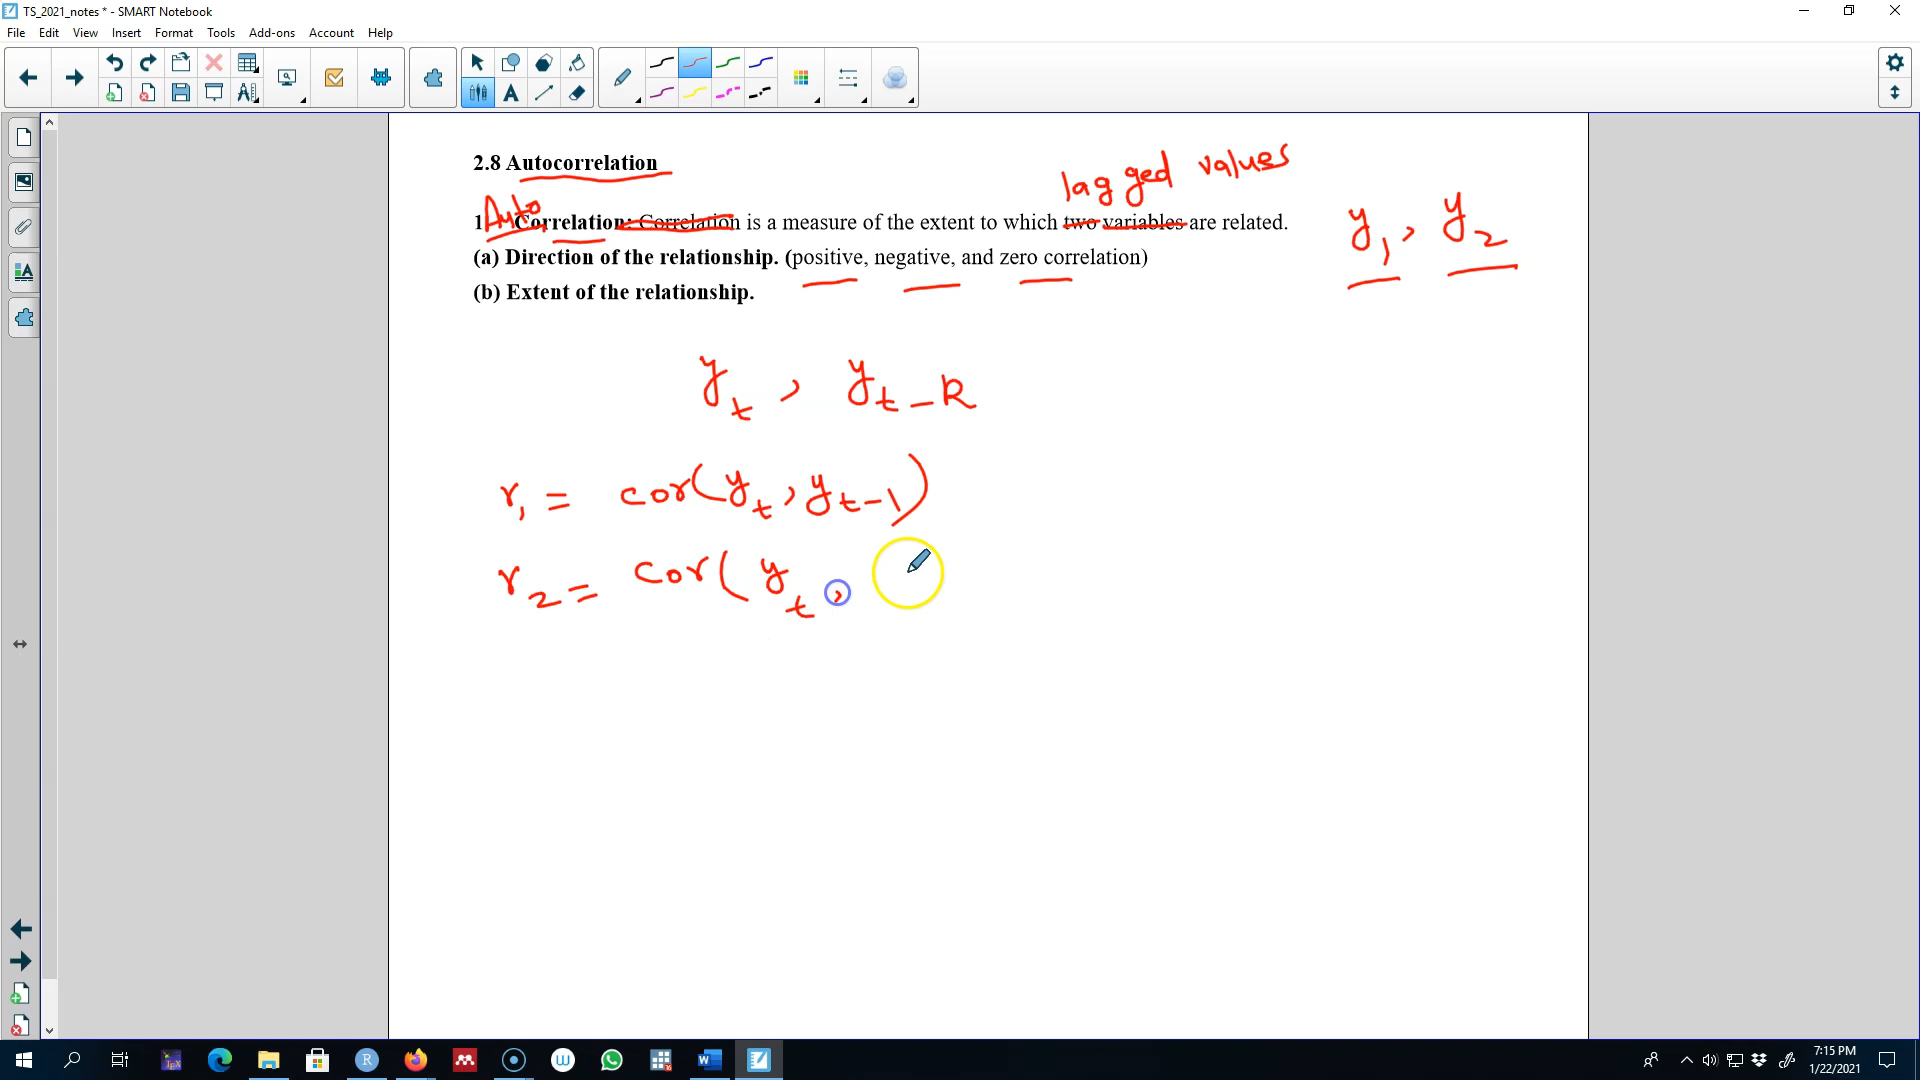 TS_2021_notes * - SMART Notebook
File Edit View Insert Format Tools Add-ons Account Help
2.8 Autocorrelation
lagged values
Auto
1. Correlation: Correlation is a measure of the extent to which two variables are related.
y1, y2
(a) Direction of the relationship. (positive, negative, and zero correlation)
(b) Extent of the relationship.
yt, yt-k
r1 = cor(yt, yt-1)
r2 = cor(yt,
7:15 PM
1/22/2021